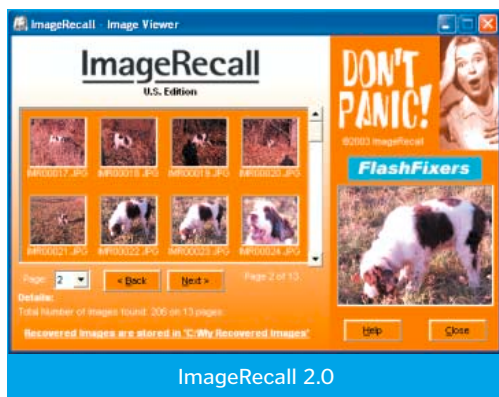 ImageRecall - Image Viewer
ImageRecall
U.S. Edition
IMR00017.JPG IMR00018.JPG IMR00019.JPG IMR00020.JPG
IMR00021.JPG IMR00022.JPG IMR00023.JPG IMR00024.JPG
Page: 2 < Back Next > Page 2 of 13
Details:
Total Number of Images found: 206 on 13 pages.
Recovered Images are stored in 'C:\My Recovered Images'
DON'T
PANIC!
©2003 ImageRecall
FlashFixers
Help Close
ImageRecall 2.0